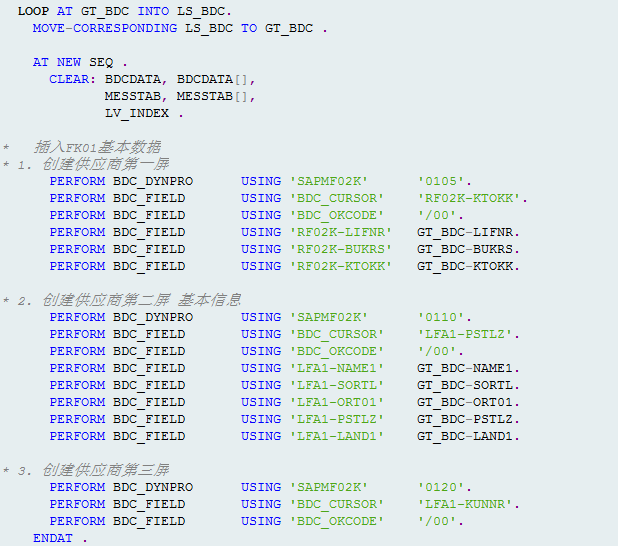 LOOP AT GT_BDC INTO LS_BDC.
MOVE-CORRESPONDING LS_BDC TO GT_BDC .
AT NEW SEQ .
CLEAR: BDCDATA, BDCDATA[],
MESSTAB, MESSTAB[],
LV_INDEX .
* 插入FK01基本数据
* 1. 创建供应商第一屏
PERFORM BDC_DYNPRO USING 'SAPMF02K' '0105'.
PERFORM BDC_FIELD USING 'BDC_CURSOR' 'RF02K-KTOKK'.
PERFORM BDC_FIELD USING 'BDC_OKCODE' '/00'.
PERFORM BDC_FIELD USING 'RF02K-LIFNR' GT_BDC-LIFNR.
PERFORM BDC_FIELD USING 'RF02K-BUKRS' GT_BDC-BUKRS.
PERFORM BDC_FIELD USING 'RF02K-KTOKK' GT_BDC-KTOKK.
* 2. 创建供应商第二屏 基本信息
PERFORM BDC_DYNPRO USING 'SAPMF02K' '0110'.
PERFORM BDC_FIELD USING 'BDC_CURSOR' 'LFA1-PSTLZ'.
PERFORM BDC_FIELD USING 'BDC_OKCODE' '/00'.
PERFORM BDC_FIELD USING 'LFA1-NAME1' GT_BDC-NAME1.
PERFORM BDC_FIELD USING 'LFA1-SORTL' GT_BDC-SORTL.
PERFORM BDC_FIELD USING 'LFA1-ORT01' GT_BDC-ORT01.
PERFORM BDC_FIELD USING 'LFA1-PSTLZ' GT_BDC-PSTLZ.
PERFORM BDC_FIELD USING 'LFA1-LAND1' GT_BDC-LAND1.
* 3. 创建供应商第三屏
PERFORM BDC_DYNPRO USING 'SAPMF02K' '0120'.
PERFORM BDC_FIELD USING 'BDC_CURSOR' 'LFA1-KUNNR'.
PERFORM BDC_FIELD USING 'BDC_OKCODE' '/00'.
ENDAT .